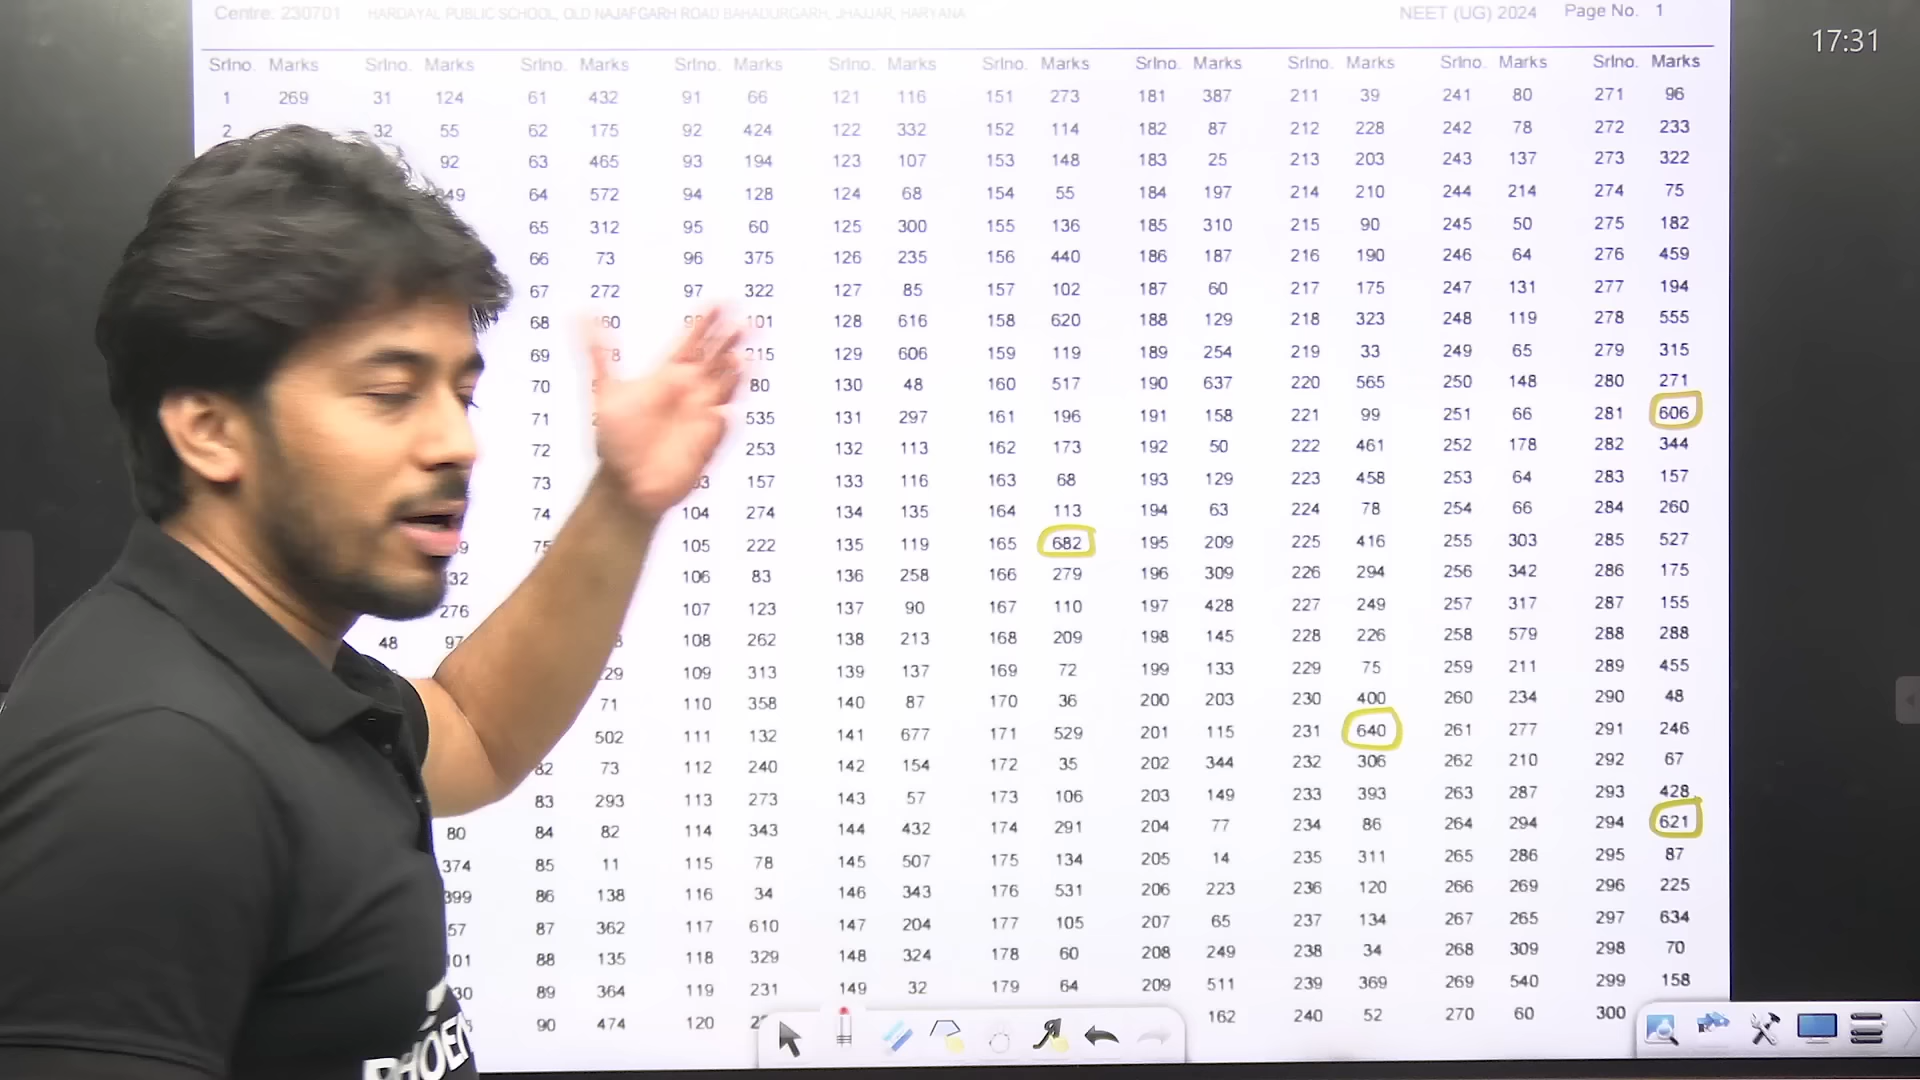 Centre: 230701 HARDAYAL PUBLIC SCHOOL, OLD NAJAFGARH ROAD BAHADURGARH, JHAJJAR, HARYANA NEET (UG) 2024 Page No. 1
17:31
Srlno. Marks Srlno. Marks Srlno. Marks Srlno. Marks Srlno. Marks Srlno. Marks Srlno. Marks Srlno. Marks Srlno. Marks Srlno. Marks
1 269 31 124 61 432 91 66 121 116 151 273 181 387 211 39 241 80 271 96
2 32 55 62 175 92 424 122 332 152 114 182 87 212 228 242 78 272 233
92 63 465 93 194 123 107 153 148 183 25 213 203 243 137 273 322
64 572 94 128 124 68 154 55 184 197 214 210 244 214 274 75
65 312 95 60 125 300 155 136 185 310 215 90 245 50 275 182
66 73 96 375 126 235 156 440 186 187 216 190 246 64 276 459
67 272 97 322 127 85 157 102 187 60 217 175 247 131 277 194
68 101 128 616 158 620 188 129 218 323 248 119 278 555
69 215 129 606 159 119 189 254 219 33 249 65 279 315
70 80 130 48 160 517 190 637 220 565 250 148 280 271
71 535 131 297 161 196 191 158 221 99 251 66 281 606
72 253 132 113 162 173 192 50 222 461 252 178 282 344
73 157 133 116 163 68 193 129 223 458 253 64 283 157
74 104 274 134 135 164 113 194 63 224 78 254 66 284 260
75 105 222 135 119 165 682 195 209 225 416 255 303 285 527
106 83 136 258 166 279 196 309 226 294 256 342 286 175
276 107 123 137 90 167 110 197 428 227 249 257 317 287 155
48 108 262 138 213 168 209 198 145 228 226 258 579 288 288
109 313 139 137 169 72 199 133 229 75 259 211 289 455
71 110 358 140 87 170 36 200 203 230 400 260 234 290 48
502 111 132 141 677 171 529 201 115 231 640 261 277 291 246
82 73 112 240 142 154 172 35 202 344 232 306 262 210 292 67
83 293 113 273 143 57 173 106 203 149 233 393 263 287 293 428
80 84 82 114 343 144 432 174 291 204 77 234 86 264 294 294 621
374 85 11 115 78 145 507 175 134 205 14 235 311 265 286 295 87
399 86 138 116 34 146 343 176 531 206 223 236 120 266 269 296 225
57 87 362 117 610 147 204 177 105 207 65 237 134 267 265 297 634
101 88 135 118 329 148 324 178 60 208 249 238 34 268 309 298 70
30 89 364 119 231 149 32 179 64 209 511 239 369 269 540 299 158
90 474 120 162 240 52 270 60 300